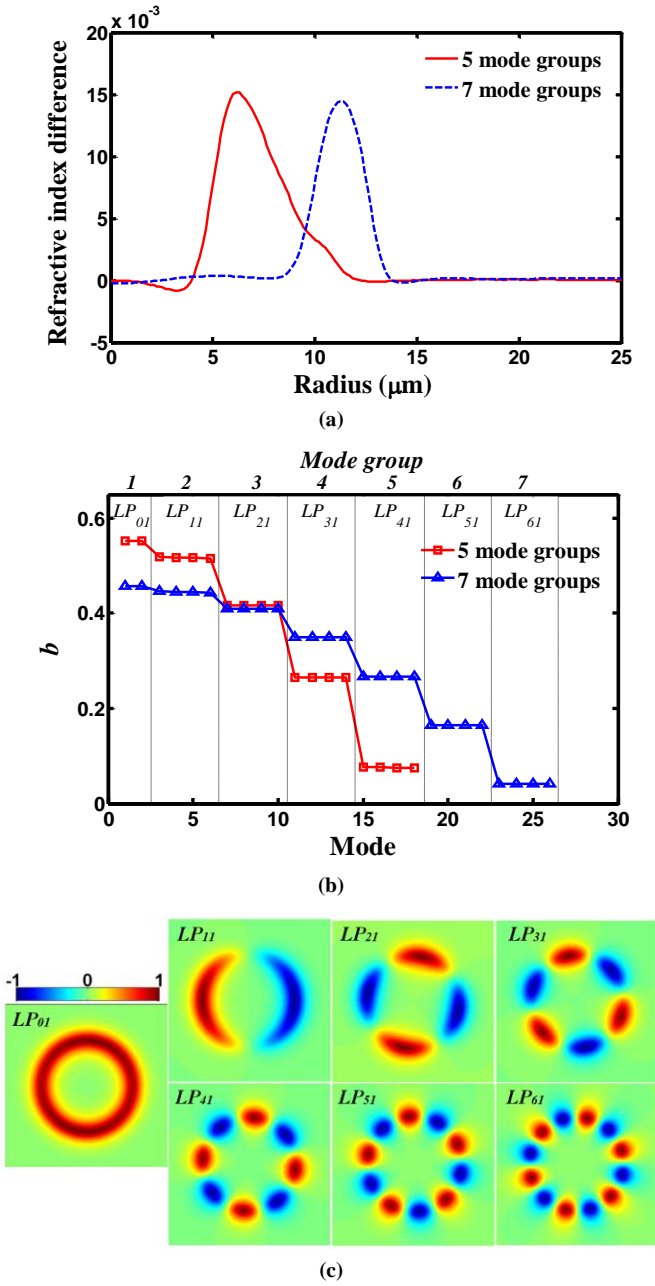 x 10⁻³
20
15
10
5
0
-5
Refractive index difference
5 mode groups
7 mode groups
0 5 10 15 20 25
Radius (μm)
(a)
Mode group
1 2 3 4 5 6 7
LP₀₁ LP₁₁ LP₂₁ LP₃₁ LP₄₁ LP₅₁ LP₆₁
0.6
0.4
0.2
0
b
5 mode groups
7 mode groups
0 5 10 15 20 25 30
Mode
(b)
-1 0 1
LP₀₁
LP₁₁ LP₂₁ LP₃₁
LP₄₁ LP₅₁ LP₆₁
(c)